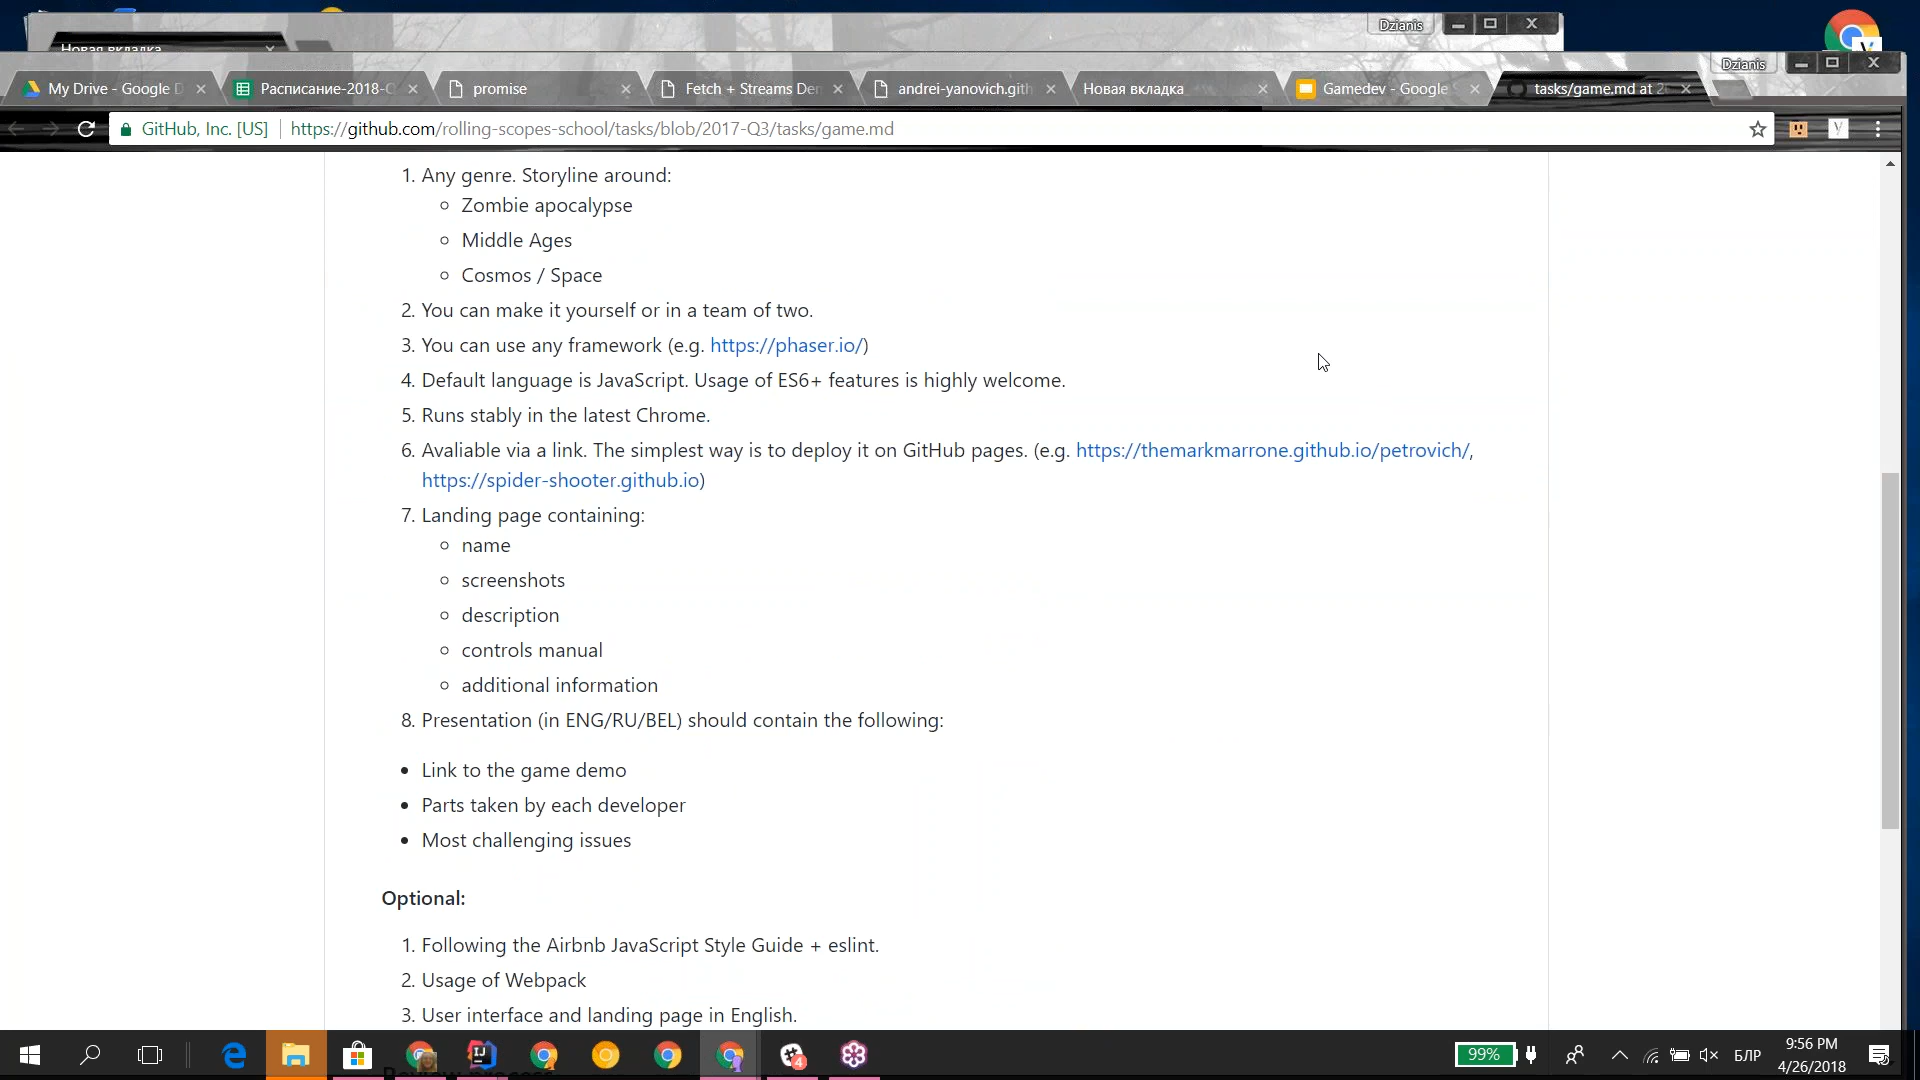 Dzianis
Новая вкладка
Dzianis
My Drive - Google D
Расписание-2018-
promise
Fetch + Streams De
andrei-yanovich.gith
Новая вкладка
Gamedev - Google
tasks/game.md at 2
GitHub, Inc. [US]
https://github.com/rolling-scopes-school/tasks/blob/2017-Q3/tasks/game.md
1. Any genre. Storyline around:
Zombie apocalypse
Middle Ages
Cosmos / Space
2. You can make it yourself or in a team of two.
3. You can use any framework (e.g. https://phaser.io/)
4. Default language is JavaScript. Usage of ES6+ features is highly welcome.
5. Runs stably in the latest Chrome.
6. Avaliable via a link. The simplest way is to deploy it on GitHub pages. (e.g. https://themarkmarrone.github.io/petrovich/,
https://spider-shooter.github.io)
7. Landing page containing:
name
screenshots
description
controls manual
additional information
8. Presentation (in ENG/RU/BEL) should contain the following:
Link to the game demo
Parts taken by each developer
Most challenging issues
Optional:
1. Following the Airbnb JavaScript Style Guide + eslint.
2. Usage of Webpack
3. User interface and landing page in English.
99%
БЛР
9:56 PM
4/26/2018